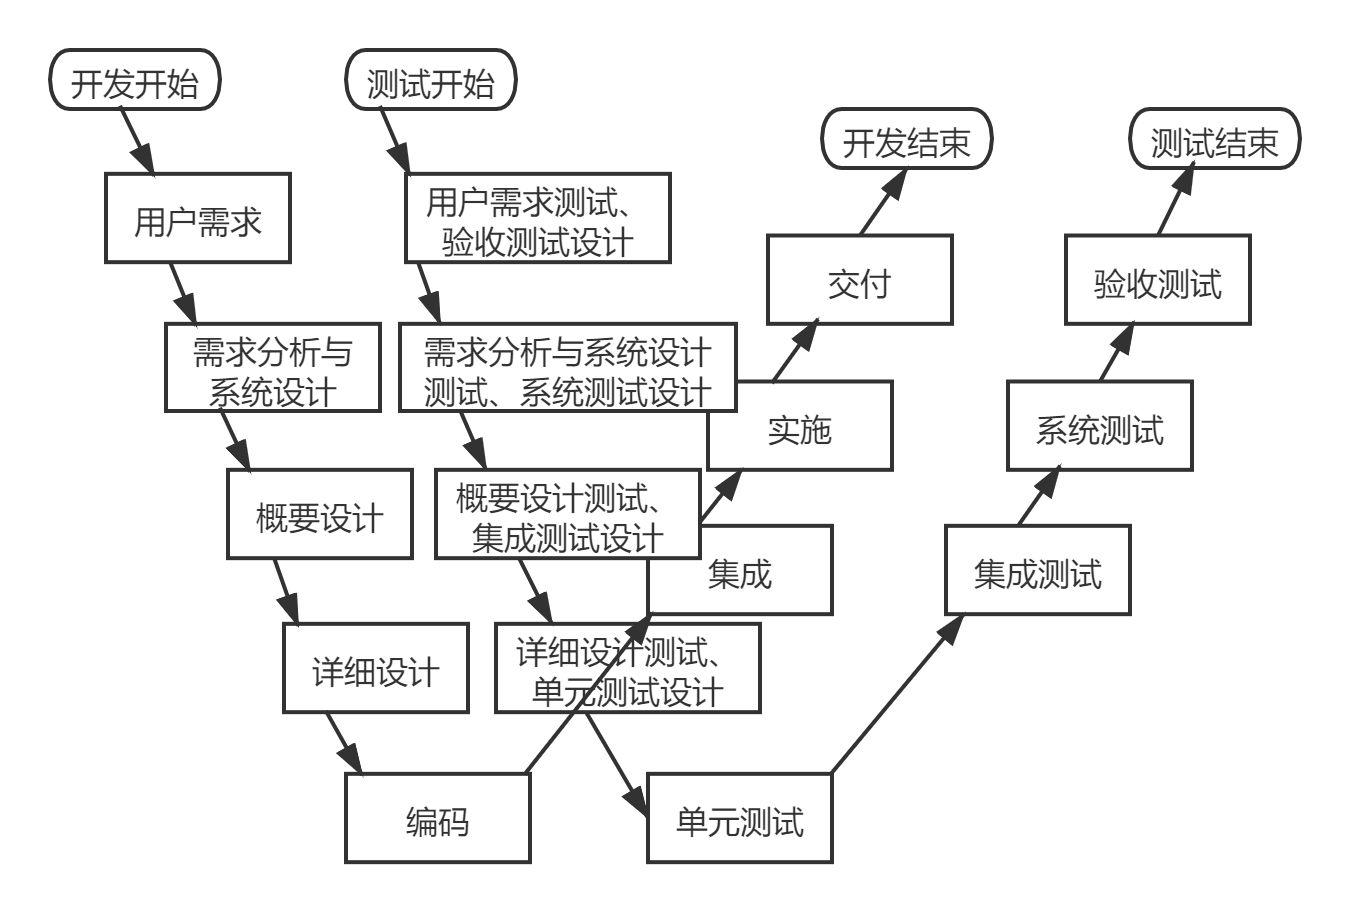 开发开始
测试开始
开发结束
测试结束
用户需求
用户需求测试、
验收测试设计
交付
验收测试
需求分析与
系统设计
需求分析与系统设计
测试、系统测试设计
实施
系统测试
概要设计
概要设计测试、
集成测试设计
集成
集成测试
详细设计
详细设计测试、
单元测试设计
编码
单元测试